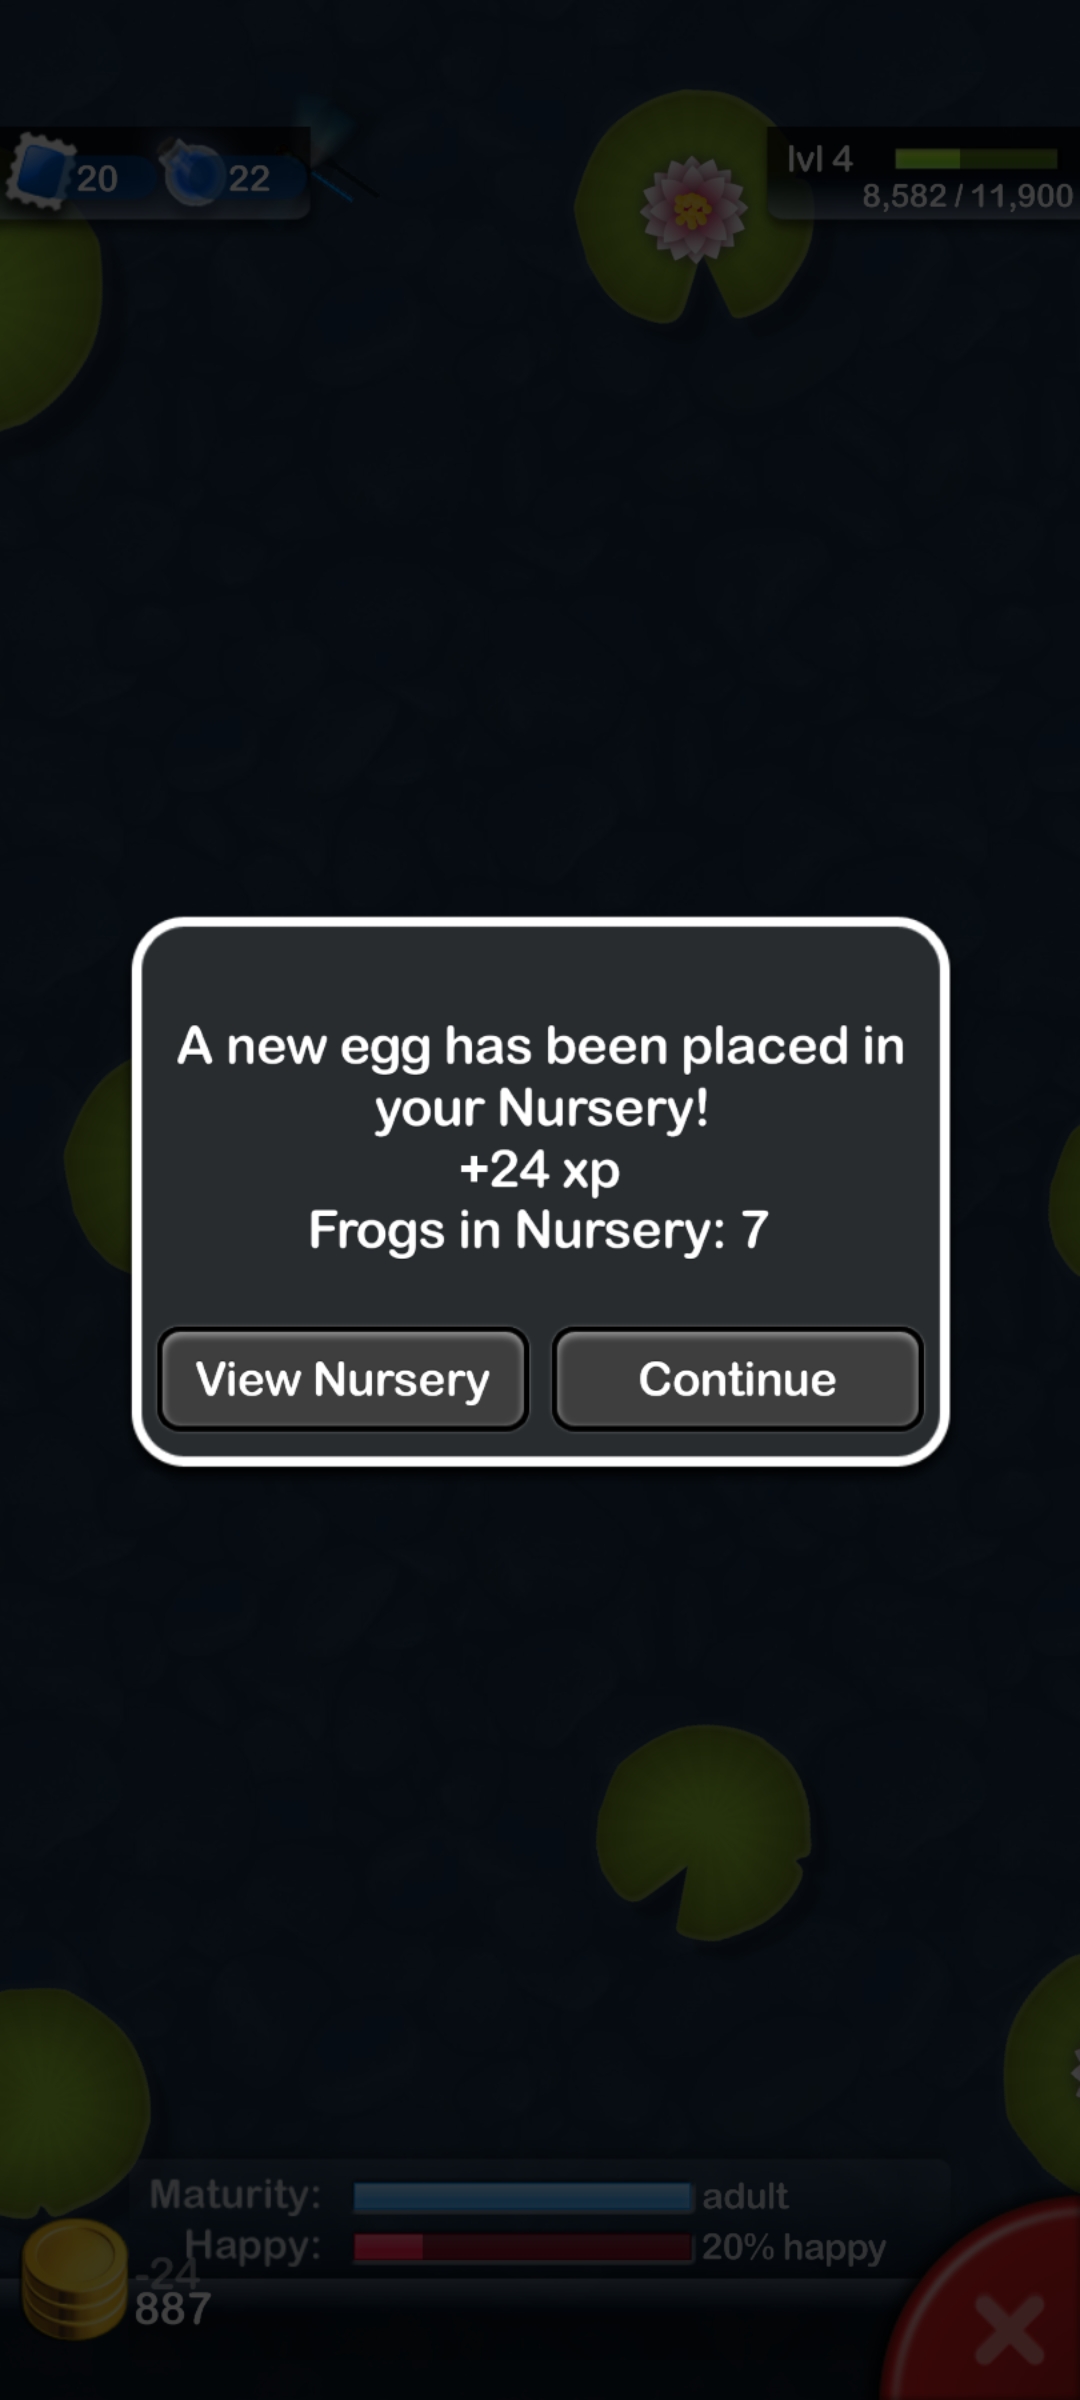 20 22
lvl 4
8,582 / 11,900
A new egg has been placed in
your Nursery!
+24 xp
Frogs in Nursery: 7
View Nursery Continue
Maturity: adult
Happy: 20% happy
-24
887